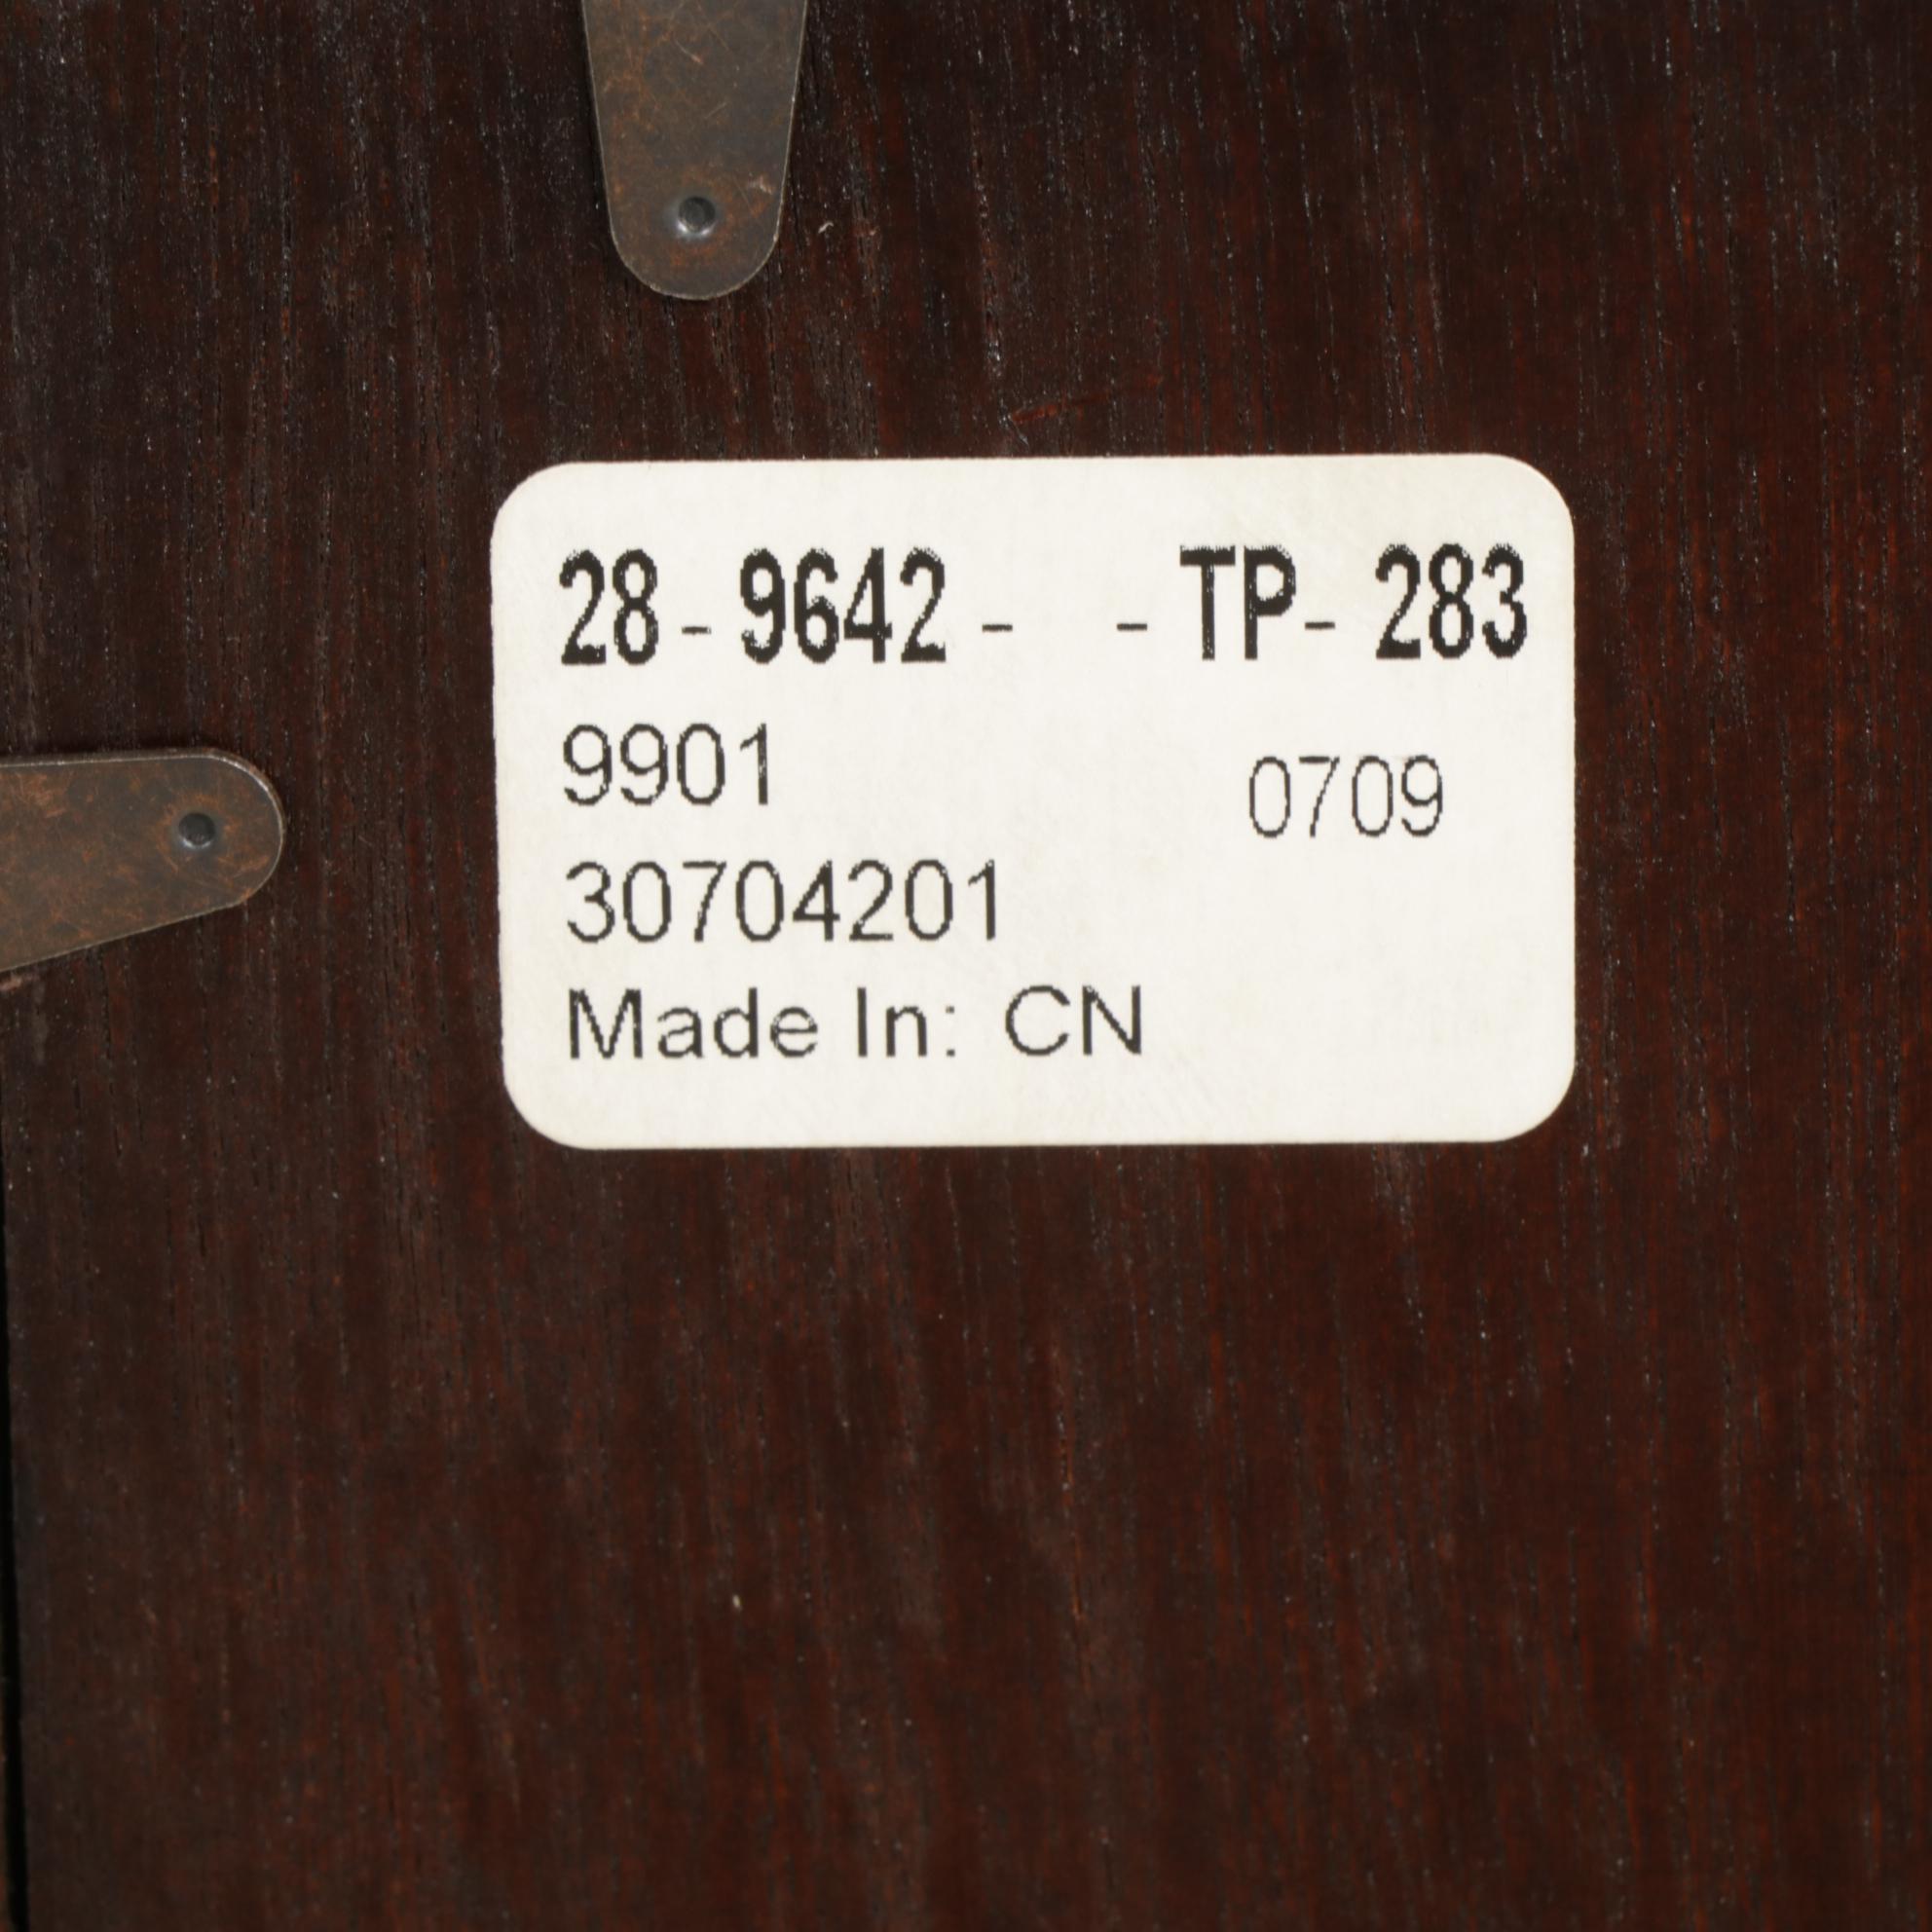 28 - 9642 - - TP - 283
9901 0709
30704201
Made In: CN